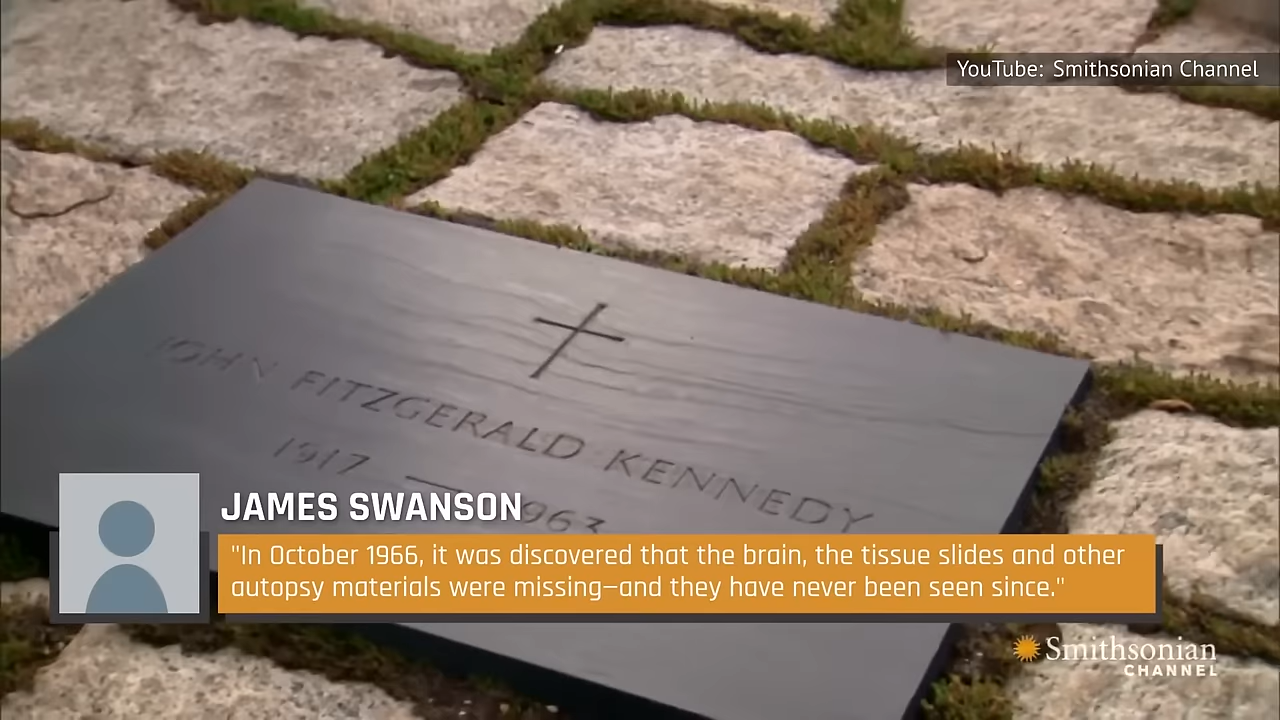 YouTube: Smithsonian Channel
JOHN FITZGERALD KENNEDY
1917 — 1963
JAMES SWANSON
"In October 1966, it was discovered that the brain, the tissue slides and other
autopsy materials were missing—and they have never been seen since."
Smithsonian
CHANNEL